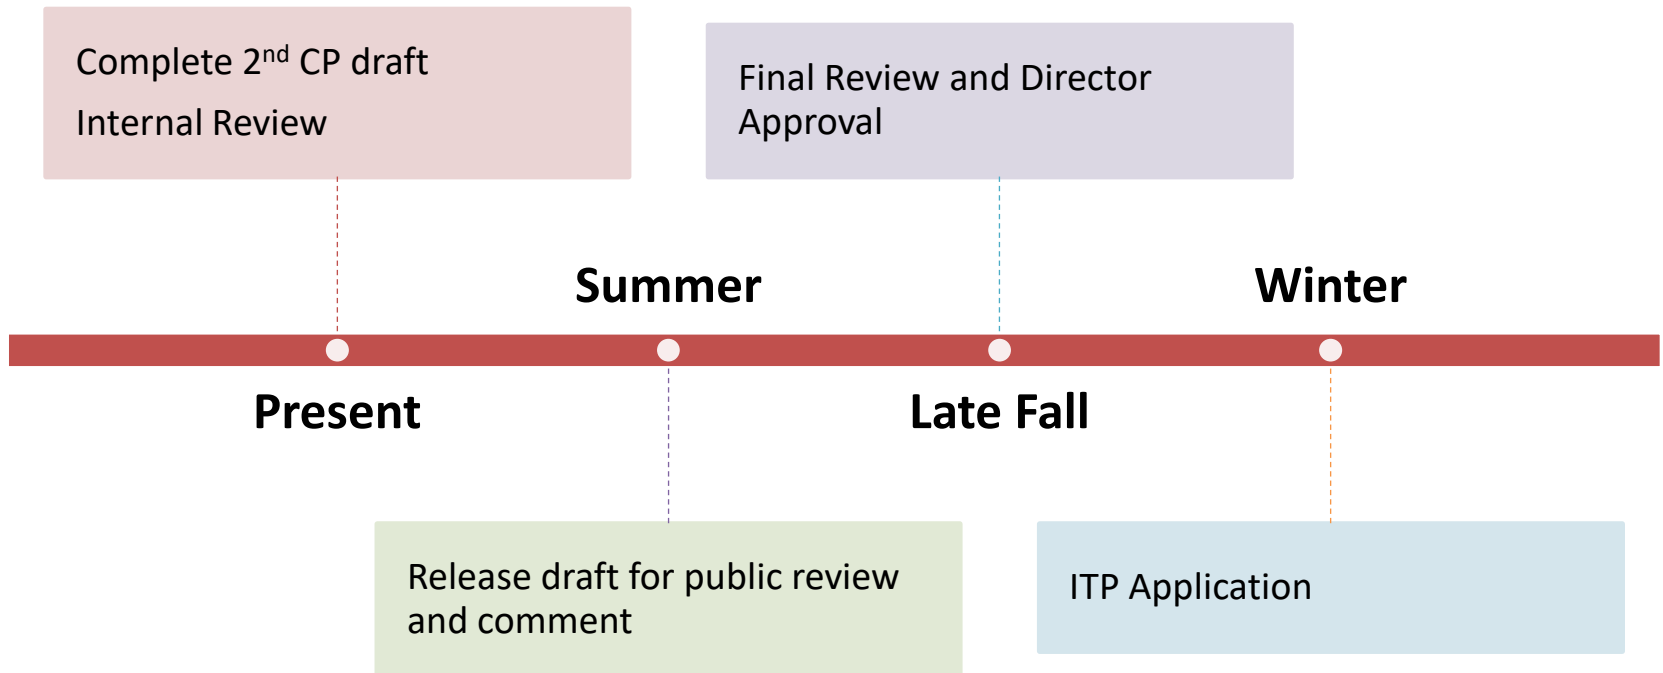 Complete 2nd CP draft
Internal Review
Final Review and Director
Approval
Summer
Winter
Present
Late Fall
Release draft for public review
and comment
ITP Application